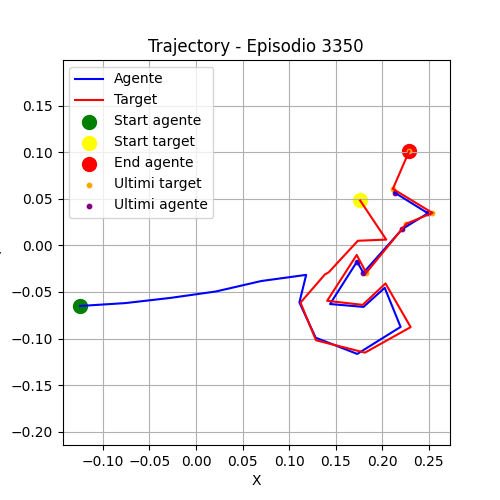 Trajectory - Episodio 3350
Agente
Target
Start agente
Start target
End agente
Ultimi target
Ultimi agente
0.15
0.10
0.05
0.00
−0.05
−0.10
−0.15
−0.20
−0.10
−0.05
0.00
0.05
0.10
0.15
0.20
0.25
X